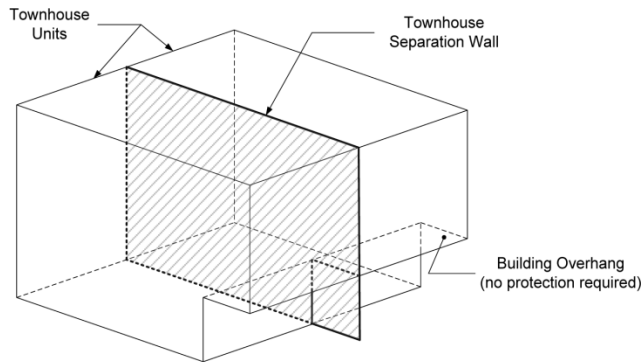 Townhouse
Units
Townhouse
Separation Wall
Building Overhang
(no protection required)